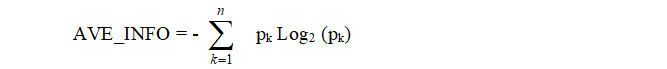 n
AVE_INFO = - ∑ pₖ Log₂ (pₖ)
k=1